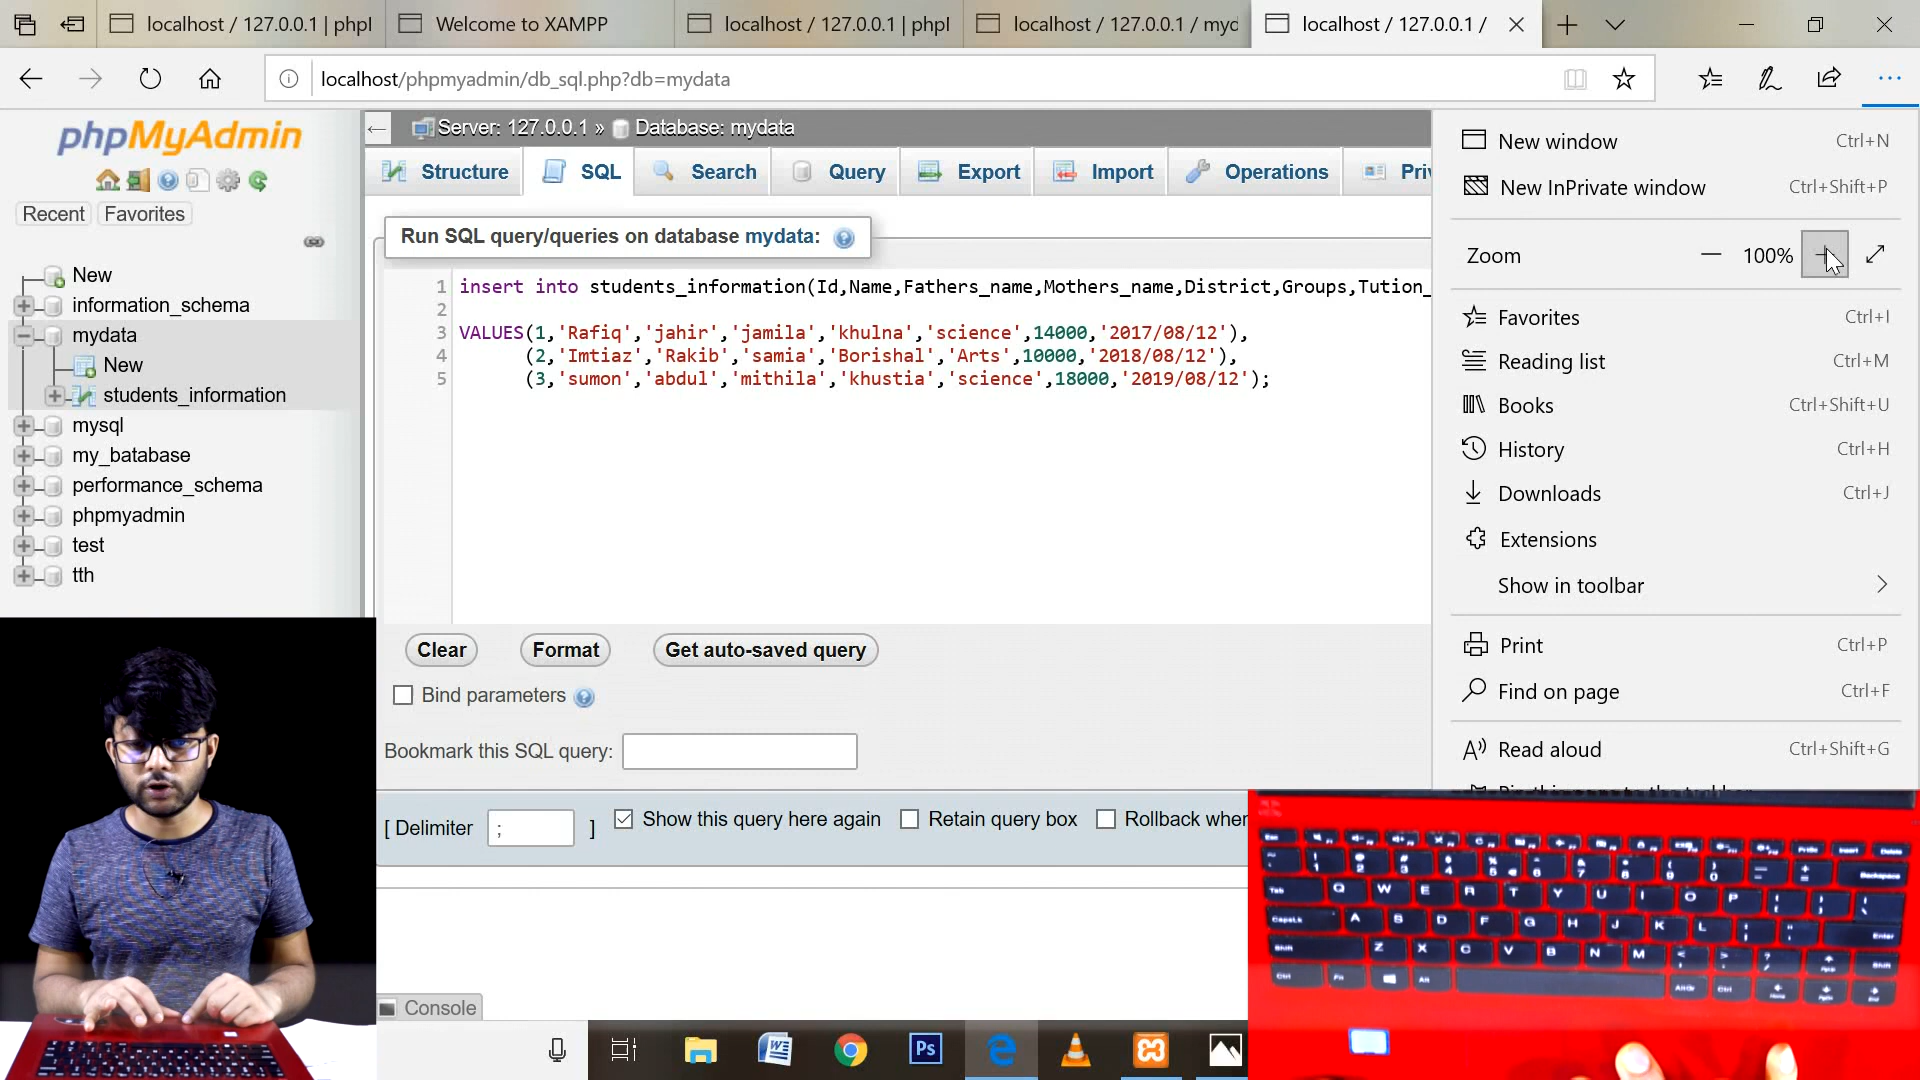 localhost / 127.0.0.1 | phpl
Welcome to XAMPP
localhost / 127.0.0.1 | phpl
localhost / 127.0.0.1 / myd
localhost / 127.0.0.1 /
localhost/phpmyadmin/db_sql.php?db=mydata
phpMyAdmin
Recent
Favorites
New
information_schema
mydata
New
students_information
mysql
my_batabase
performance_schema
phpmyadmin
test
tth
Server: 127.0.0.1 » Database: mydata
Structure
SQL
Search
Query
Export
Import
Operations
Priv
Run SQL query/queries on database mydata:
1 insert into students_information(Id,Name,Fathers_name,Mothers_name,District,Groups,Tution_
2
3 VALUES(1,'Rafiq','jahir','jamila','khulna','science',14000,'2017/08/12'),
4 (2,'Imtiaz','Rakib','samia','Borishal','Arts',10000,'2018/08/12'),
5 (3,'sumon','abdul','mithila','khustia','science',18000,'2019/08/12');
Clear
Format
Get auto-saved query
Bind parameters
Bookmark this SQL query:
[ Delimiter ; ]
Show this query here again
Retain query box
Rollback when
Console
New window Ctrl+N
New InPrivate window Ctrl+Shift+P
Zoom — 100% +
Favorites Ctrl+I
Reading list Ctrl+M
Books Ctrl+Shift+U
History Ctrl+H
Downloads Ctrl+J
Extensions
Show in toolbar
Print Ctrl+P
Find on page Ctrl+F
Read aloud Ctrl+Shift+G
Ps
Q W E R T Y U I O P
A S D F G H J K L
Z X C V B N M